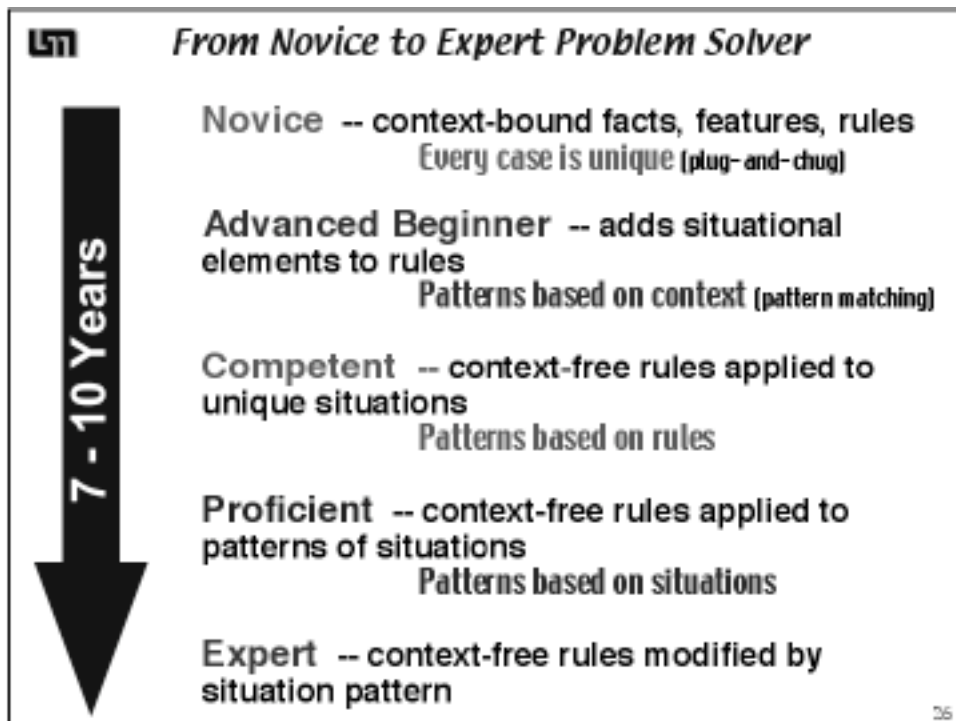 From Novice to Expert Problem Solver
Novice -- context-bound facts, features, rules
Every case is unique (plug-and-chug)
Advanced Beginner -- adds situational
elements to rules
Patterns based on context (pattern matching)
Competent -- context-free rules applied to
unique situations
Patterns based on rules
Proficient -- context-free rules applied to
patterns of situations
Patterns based on situations
Expert -- context-free rules modified by
situation pattern
7 - 10 Years
26